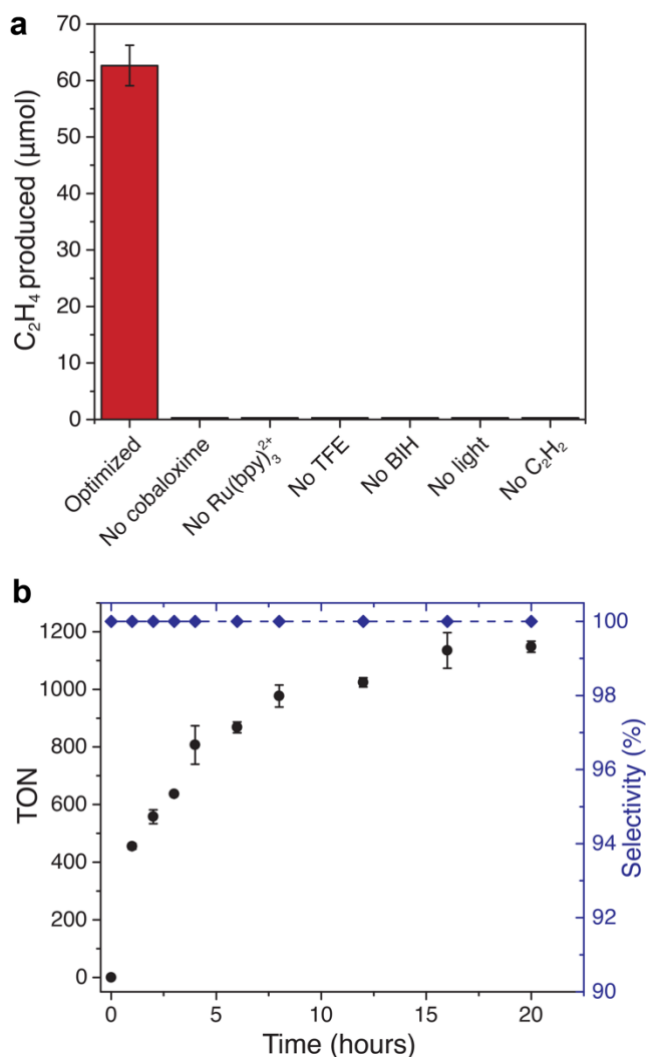 a
C₂H₄ produced (μmol)
70
60
50
40
30
20
10
0
Optimized
No cobaloxime
No Ru(bpy)₃²⁺
No TFE
No BIH
No light
No C₂H₂
b
TON
1200
1000
800
600
400
200
0
100
98
96
94
92
90
Selectivity (%)
0
5
10
15
20
Time (hours)